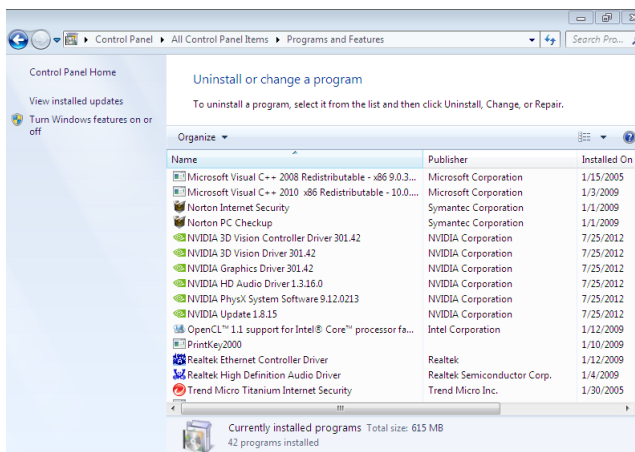 Control Panel ▸ All Control Panel Items ▸ Programs and Features
Search Pro...
Control Panel Home
View installed updates
Turn Windows features on or
off
Uninstall or change a program
To uninstall a program, select it from the list and then click Uninstall, Change, or Repair.
Organize
Name Publisher Installed On
Microsoft Visual C++ 2008 Redistributable - x86 9.0.3... Microsoft Corporation 1/15/2005
Microsoft Visual C++ 2010 x86 Redistributable - 10.0.... Microsoft Corporation 1/3/2009
Norton Internet Security Symantec Corporation 1/1/2009
Norton PC Checkup Symantec Corporation 1/1/2009
NVIDIA 3D Vision Controller Driver 301.42 NVIDIA Corporation 7/25/2012
NVIDIA 3D Vision Driver 301.42 NVIDIA Corporation 7/25/2012
NVIDIA Graphics Driver 301.42 NVIDIA Corporation 7/25/2012
NVIDIA HD Audio Driver 1.3.16.0 NVIDIA Corporation 7/25/2012
NVIDIA PhysX System Software 9.12.0213 NVIDIA Corporation 7/25/2012
NVIDIA Update 1.8.15 NVIDIA Corporation 7/25/2012
OpenCL™ 1.1 support for Intel® Core™ processor fa... Intel Corporation 1/12/2009
PrintKey2000 1/10/2009
Realtek Ethernet Controller Driver Realtek 1/12/2009
Realtek High Definition Audio Driver Realtek Semiconductor Corp. 1/4/2009
Trend Micro Titanium Internet Security Trend Micro Inc. 1/30/2005
Currently installed programs Total size: 615 MB
42 programs installed